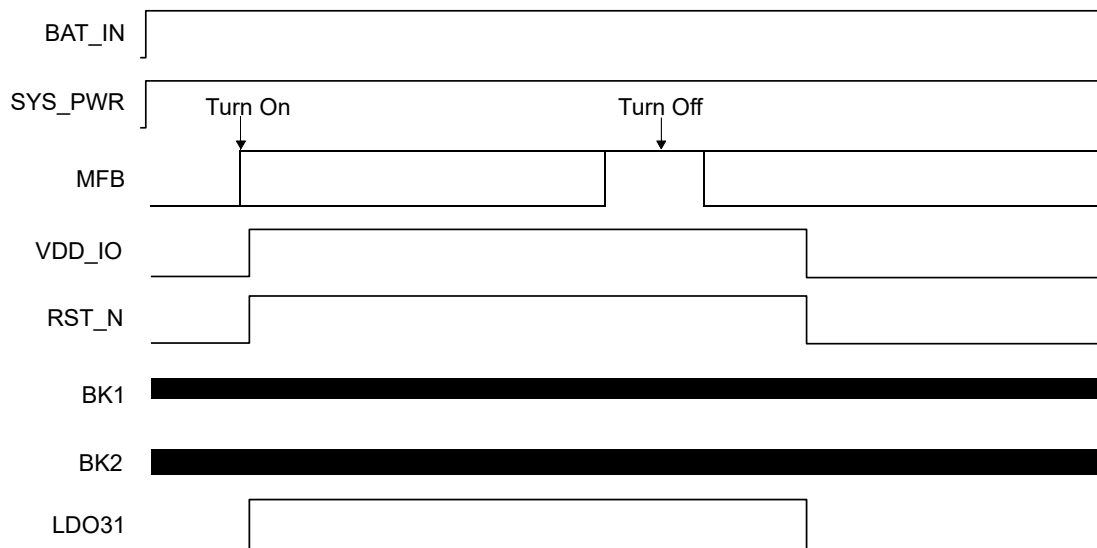 BAT_IN
SYS_PWR
Turn On
Turn Off
MFB
VDD_IO
RST_N
BK1
BK2
LDO31